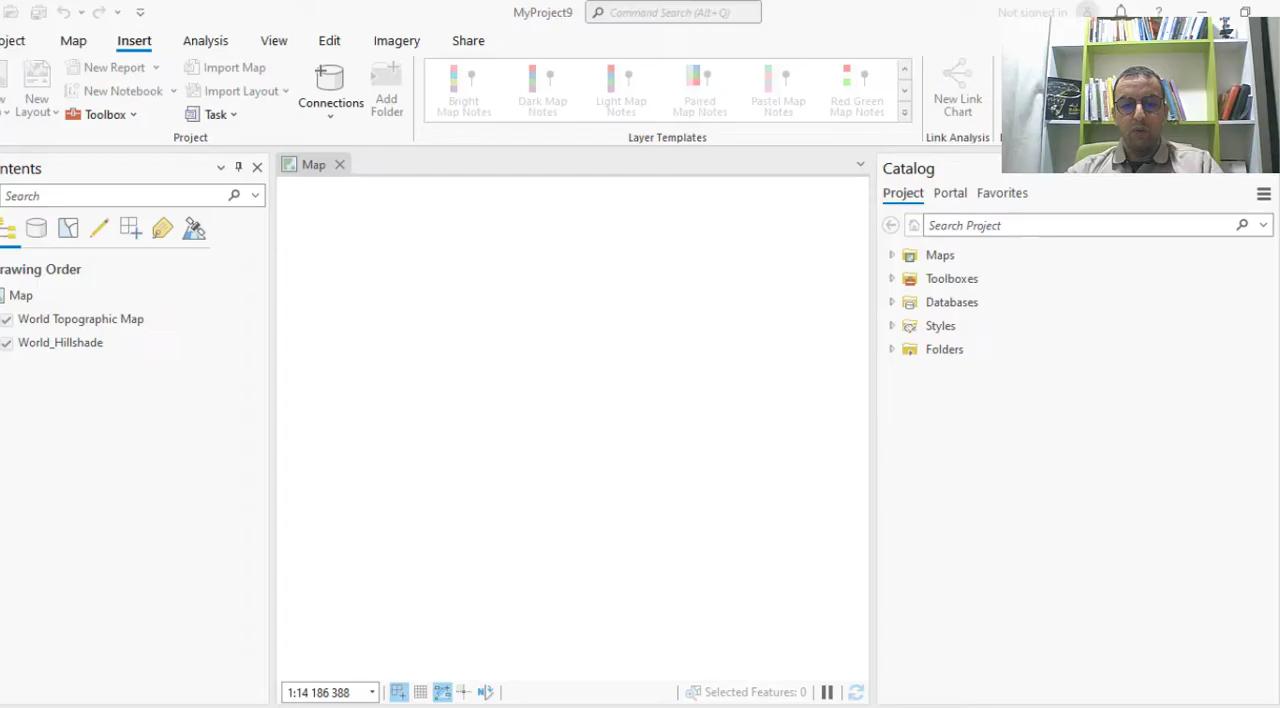 MyProject9
Command Search (Alt+Q)
Not signed in
?
oject
Map
Insert
Analysis
View
Edit
Imagery
Share
New Report
Import Map
New Notebook
Import Layout
Toolbox
Task
w
New Layout
Connections
Add Folder
Bright Map Notes
Dark Map Notes
Light Map Notes
Paired Map Notes
Pastel Map Notes
Red Green Map Notes
New Link Chart
Project
Layer Templates
Link Analysis
ntents
Search
rawing Order
Map
World Topographic Map
World_Hillshade
Map
1:14 186 388
Selected Features: 0
Catalog
Project
Portal
Favorites
Search Project
Maps
Toolboxes
Databases
Styles
Folders